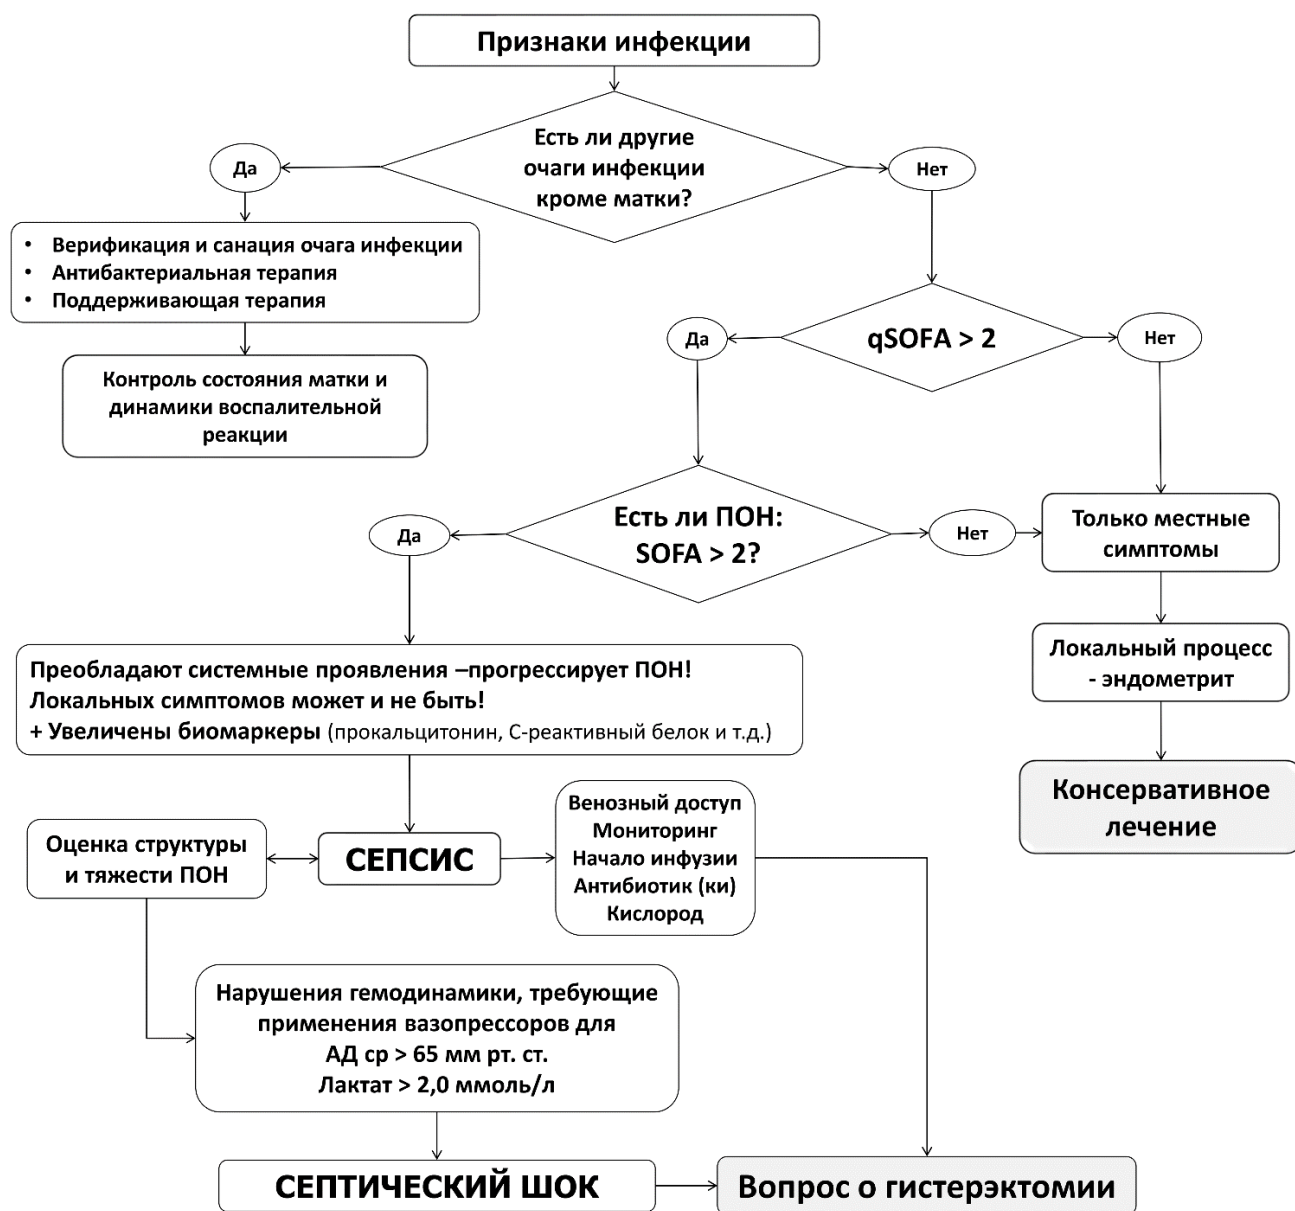 Признаки инфекции
Есть ли другие
очаги инфекции
кроме матки?
Да
Нет
• Верификация и санация очага инфекции
• Антибактериальная терапия
• Поддерживающая терапия
Контроль состояния матки и
динамики воспалительной
реакции
qSOFA > 2
Да
Нет
Есть ли ПОН:
SOFA > 2?
Да
Нет
Только местные
симптомы
Локальный процесс
- эндометрит
Консервативное
лечение
Преобладают системные проявления –прогрессирует ПОН!
Локальных симптомов может и не быть!
+ Увеличены биомаркеры (прокальцитонин, С-реактивный белок и т.д.)
Оценка структуры
и тяжести ПОН
СЕПСИС
Венозный доступ
Мониторинг
Начало инфузии
Антибиотик (ки)
Кислород
Нарушения гемодинамики, требующие
применения вазопрессоров для
АД ср > 65 мм рт. ст.
Лактат > 2,0 ммоль/л
СЕПТИЧЕСКИЙ ШОК
Вопрос о гистерэктомии